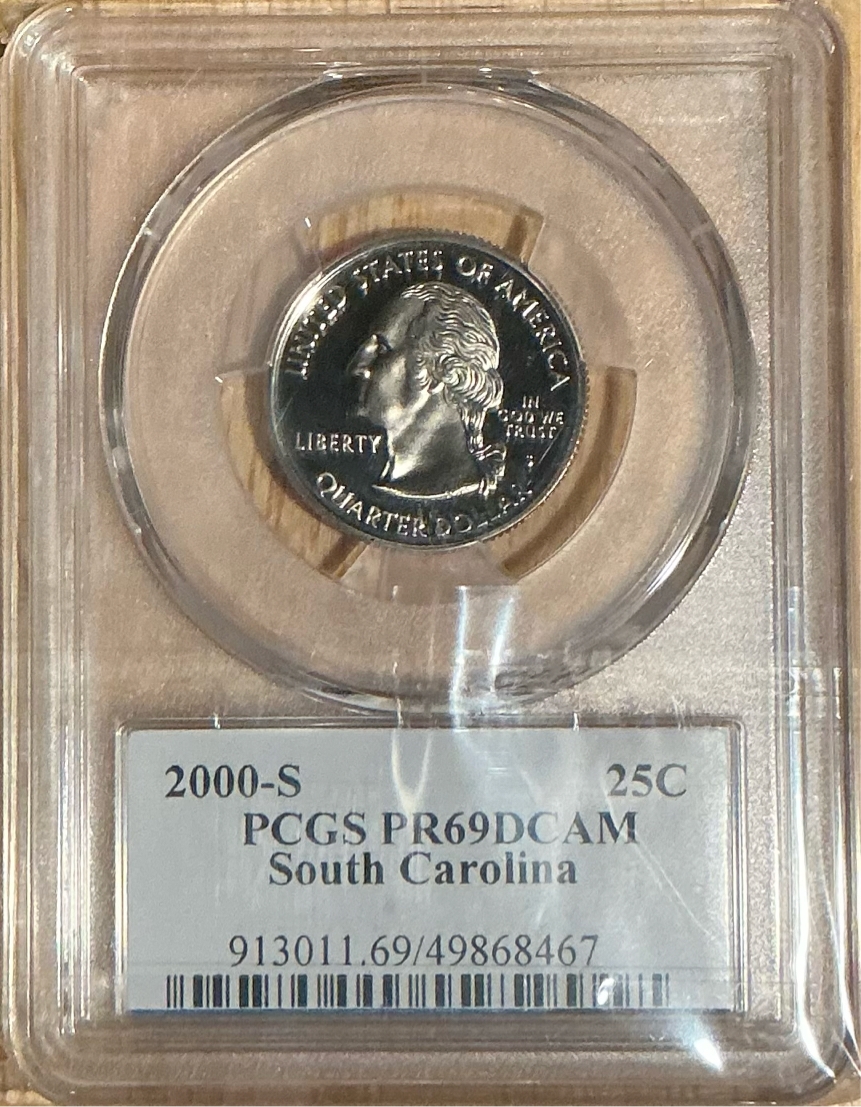 UNITED STATES OF AMERICA
IN
GOD WE
TRUST
LIBERTY
S
QUARTER DOLLAR
2000-S 25C
PCGS PR69DCAM
South Carolina
913011.69/49868467